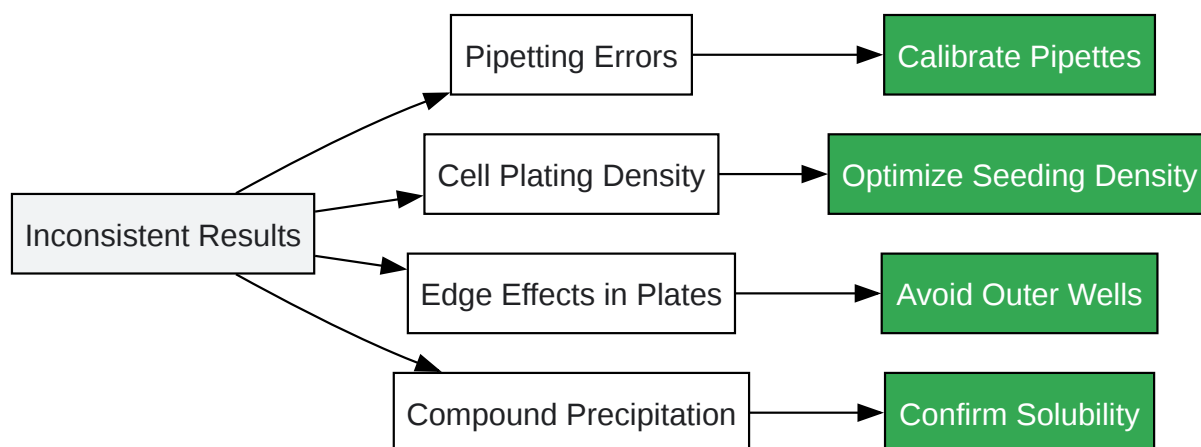 Pipetting Errors
Calibrate Pipettes
Cell Plating Density
Optimize Seeding Density
Inconsistent Results
Edge Effects in Plates
Avoid Outer Wells
Compound Precipitation
Confirm Solubility